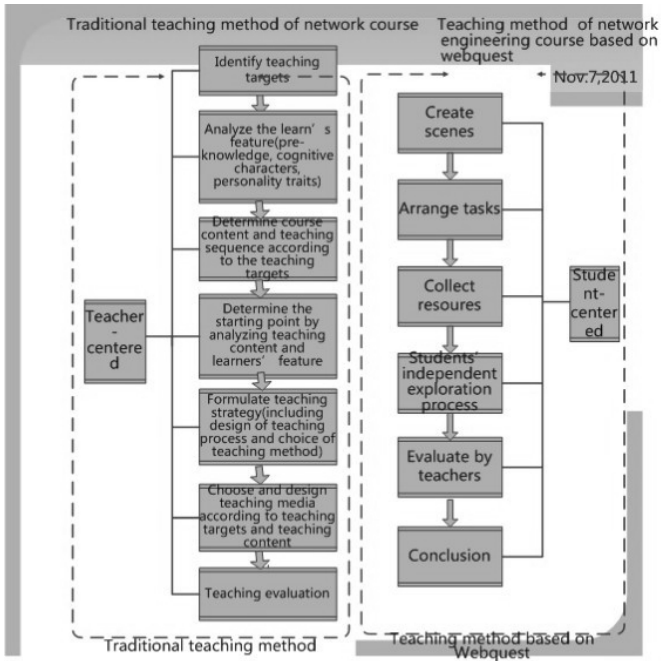 Traditional teaching method of network course
Teaching method of network
engineering course based on
webquest
Nov.7,2011
Identify teaching
targets
Analyze the learn's
feature(pre-
knowledge, cognitive
characters,
personality traits)
Determine course
content and teaching
sequence according
to the teaching
targets
Determine the
starting point by
analyzing teaching
content and
learners' feature
Formulate teaching
strategy(including
design of teaching
process and choice of
teaching method)
Choose and design
teaching media
according to teaching
targets and teaching
content
Teaching evaluation
Teacher
-
centere
d
Traditional teaching method
Create
scenes
Arrange tasks
Collect
resoures
Students'
independent
exploration
process
Evaluate by
teachers
Conclusion
Stude
nt-
center
ed
Teaching method based on
Webquest